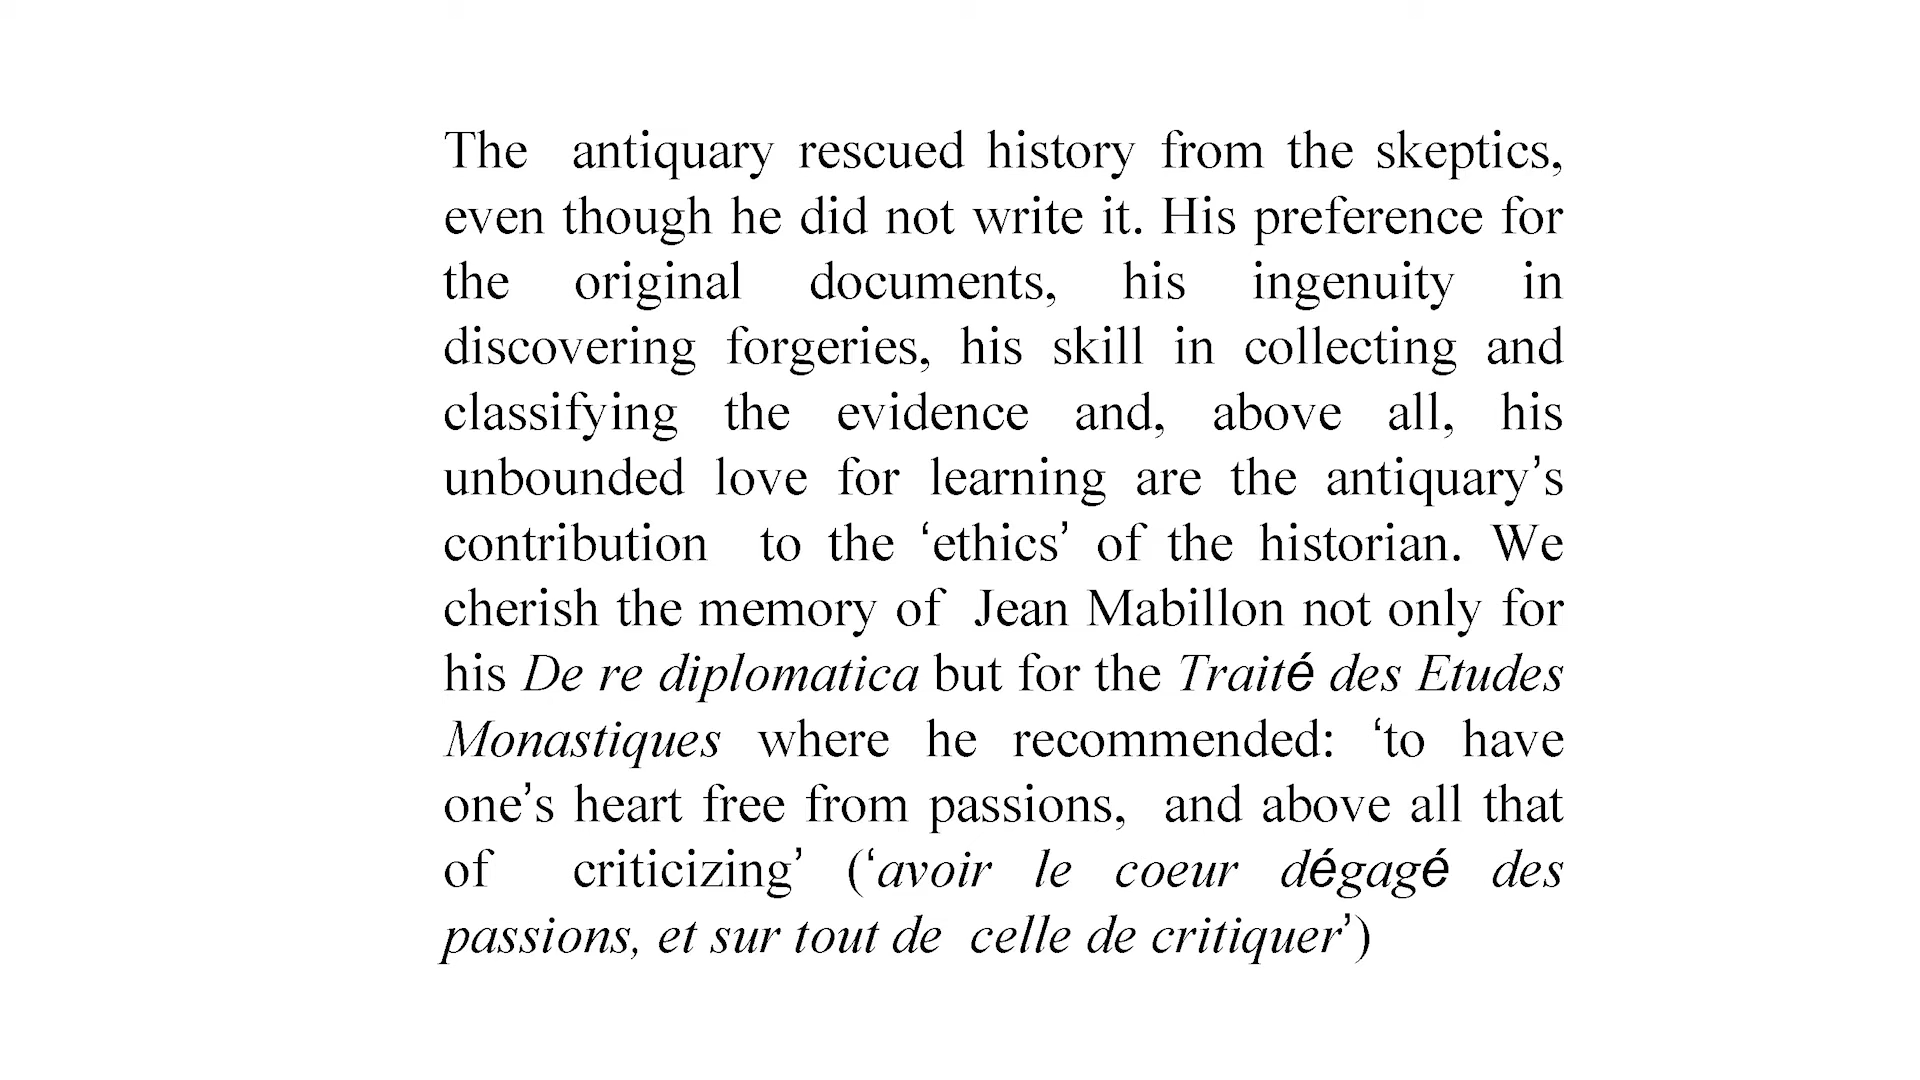 The antiquary rescued history from the skeptics,
even though he did not write it. His preference for
the original documents, his ingenuity in
discovering forgeries, his skill in collecting and
classifying the evidence and, above all, his
unbounded love for learning are the antiquary’s
contribution to the ‘ethics’ of the historian. We
cherish the memory of Jean Mabillon not only for
his De re diplomatica but for the Traité des Etudes
Monastiques where he recommended: ‘to have
one’s heart free from passions, and above all that
of criticizing’ (‘avoir le coeur dégagé des
passions, et sur tout de celle de critiquer’)